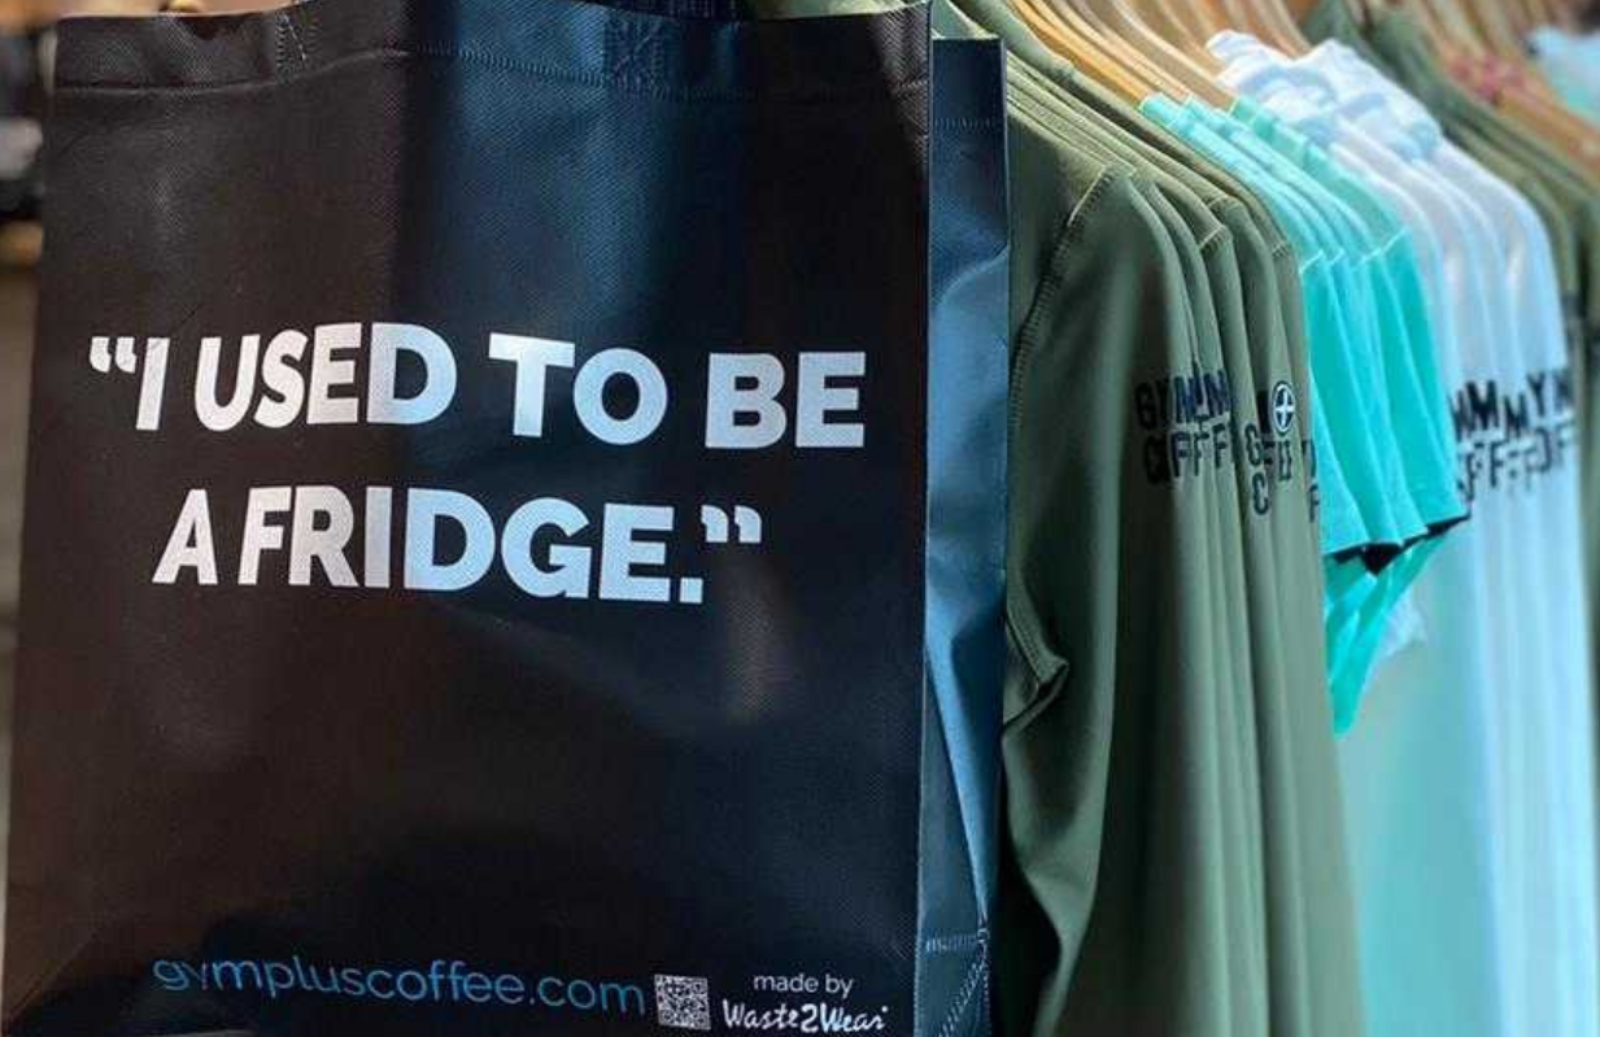 “I USED TO BE
A FRIDGE.”
gympluscoffee.com
made by
Waste2Wear